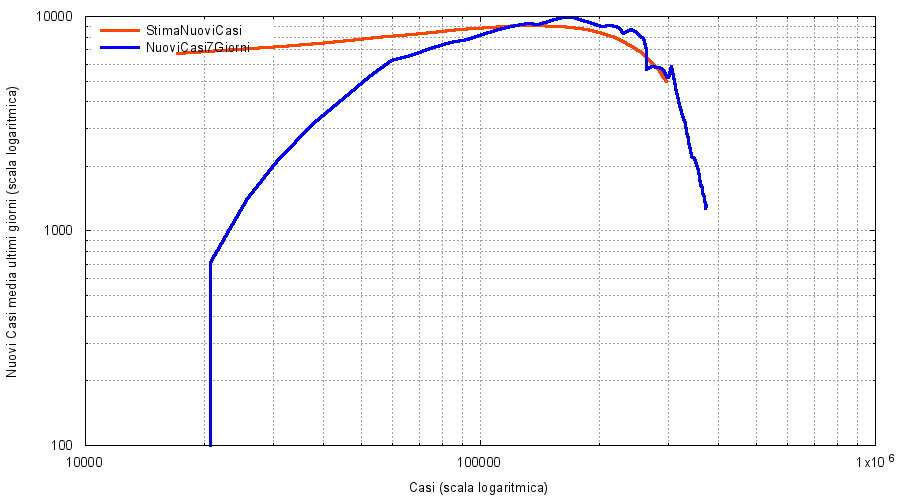 10000
StimaNuoviCasi
NuoviCasi7Giorni
Nuovi Casi media ultimi giorni (scala logaritmica)
1000
100
10000
100000
1x10 6
Casi (scala logaritmica)